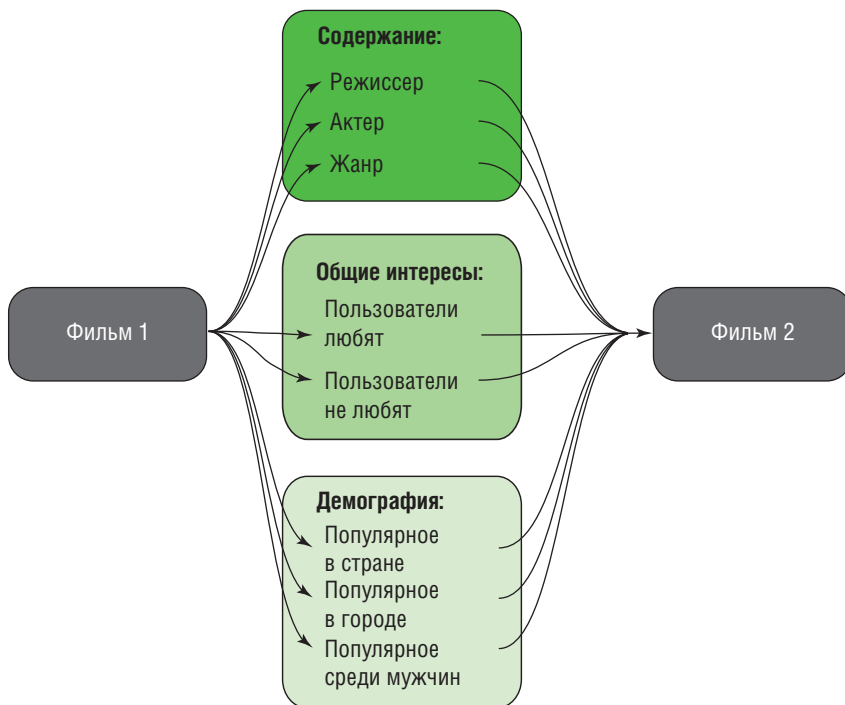 Содержание:
Режиссер
Актер
Жанр
Общие интересы:
Пользователи
любят
Пользователи
не любят
Фильм 1
Фильм 2
Демография:
Популярное
в стране
Популярное
в городе
Популярное
среди мужчин